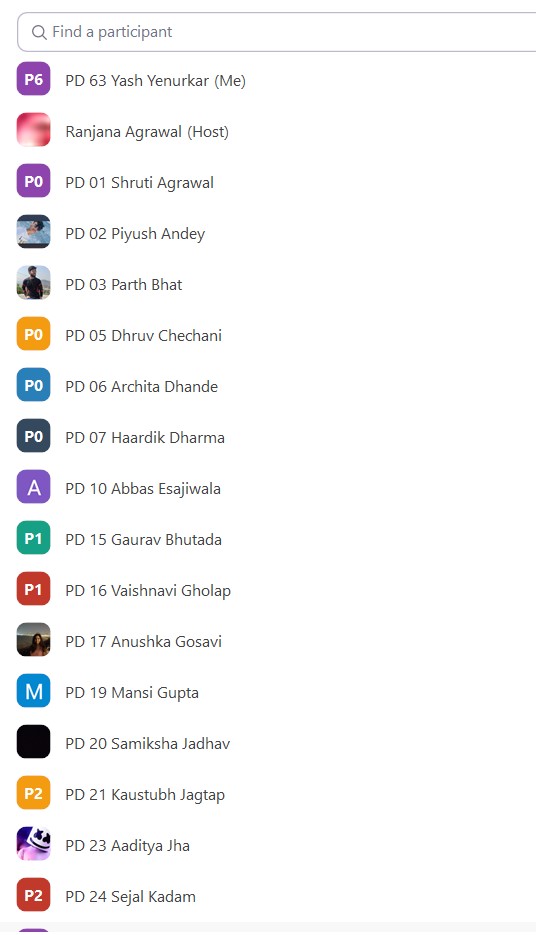 Find a participant
P6 PD 63 Yash Yenurkar (Me)
Ranjana Agrawal (Host)
P0 PD 01 Shruti Agrawal
PD 02 Piyush Andey
PD 03 Parth Bhat
P0 PD 05 Dhruv Chechani
P0 PD 06 Archita Dhande
P0 PD 07 Haardik Dharma
A PD 10 Abbas Esajiwala
P1 PD 15 Gaurav Bhutada
P1 PD 16 Vaishnavi Gholap
PD 17 Anushka Gosavi
M PD 19 Mansi Gupta
PD 20 Samiksha Jadhav
P2 PD 21 Kaustubh Jagtap
PD 23 Aaditya Jha
P2 PD 24 Sejal Kadam